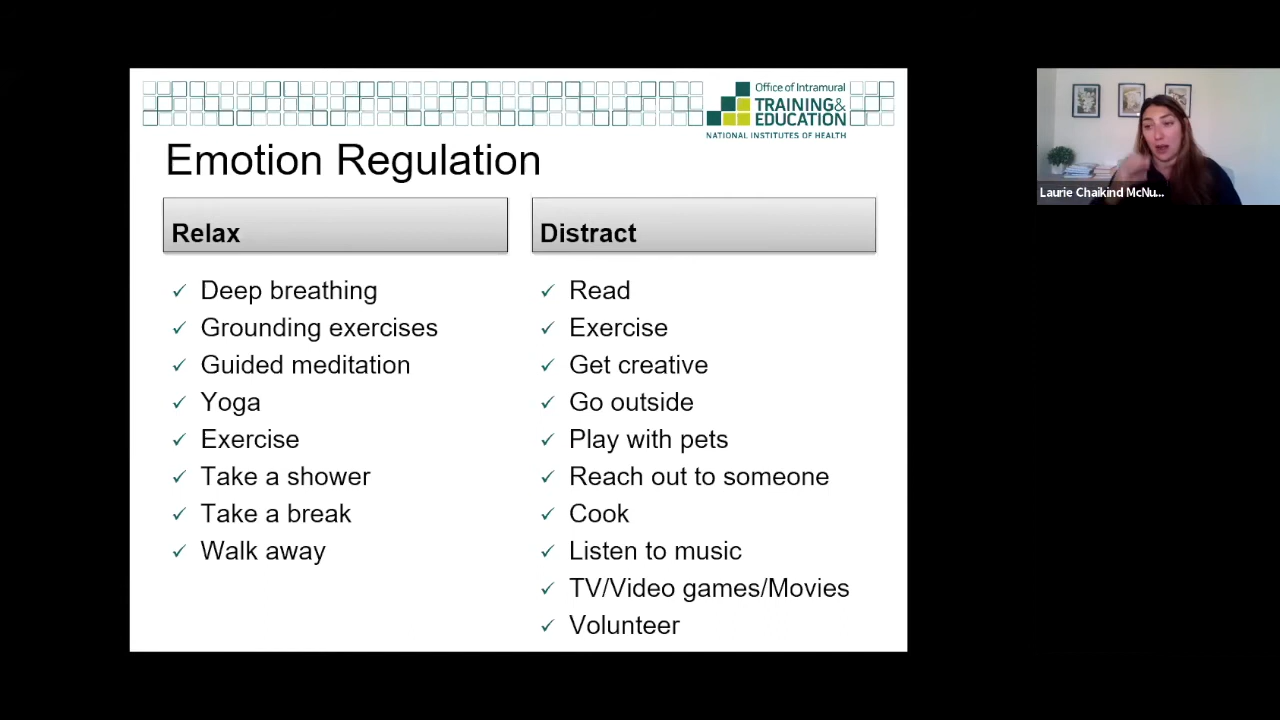 Office of Intramural
TRAINING&
EDUCATION
NATIONAL INSTITUTES OF HEALTH
Emotion Regulation
Relax
✓ Deep breathing
✓ Grounding exercises
✓ Guided meditation
✓ Yoga
✓ Exercise
✓ Take a shower
✓ Take a break
✓ Walk away
Distract
✓ Read
✓ Exercise
✓ Get creative
✓ Go outside
✓ Play with pets
✓ Reach out to someone
✓ Cook
✓ Listen to music
✓ TV/Video games/Movies
✓ Volunteer
Laurie Chaikind McNu...